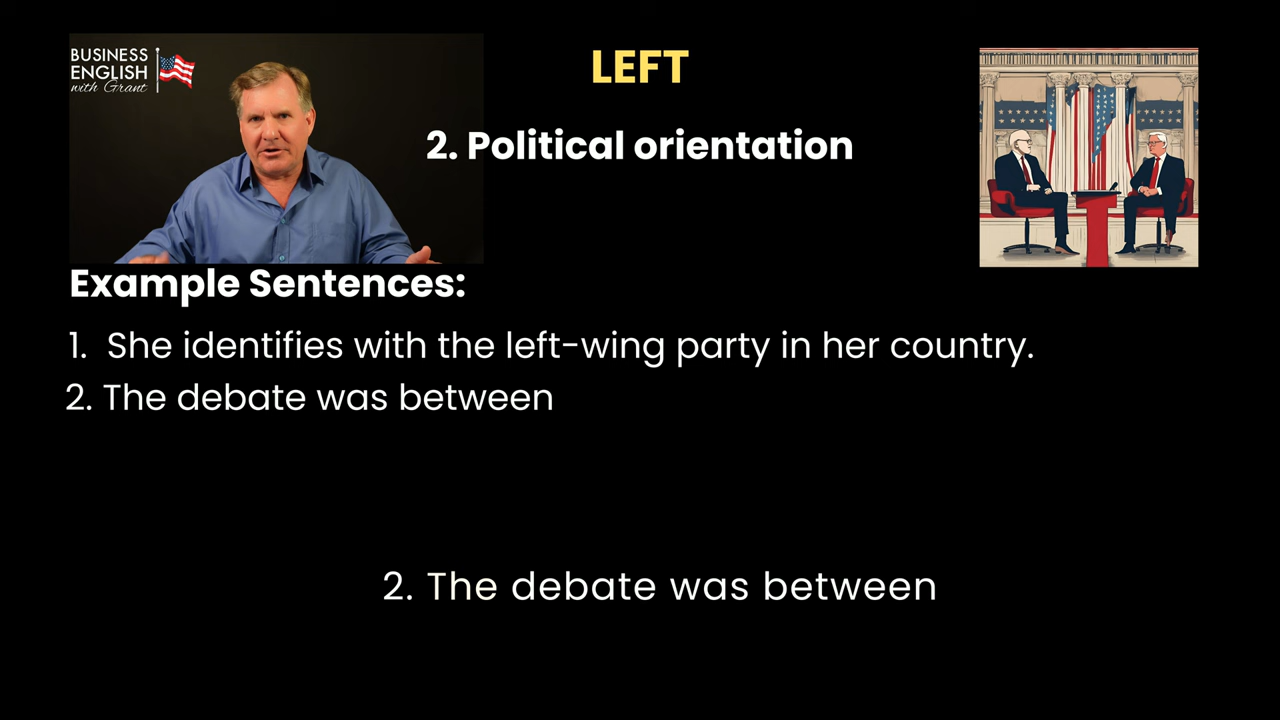 BUSINESS
ENGLISH
with Grant
LEFT
2. Political orientation
Example Sentences:
1. She identifies with the left-wing party in her country.
2. The debate was between
2. The debate was between